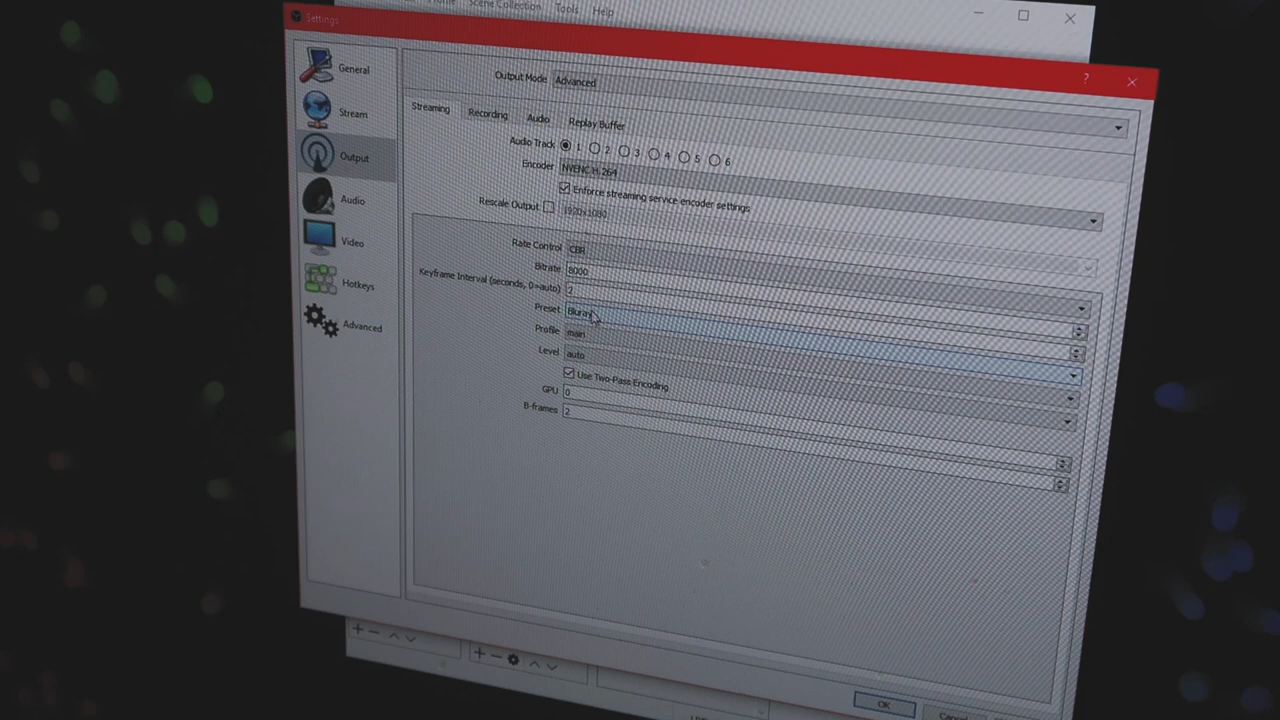 Scene Collection Tools Help
Settings
?
General
Stream
Output
Audio
Video
Hotkeys
Advanced
Output Mode Advanced
Streaming Recording Audio Replay Buffer
Audio Track 1 2 3 4 5 6
Encoder NVENC H.264
Enforce streaming service encoder settings
Rescale Output 1920x1080
Rate Control CBR
Bitrate 8000
Keyframe Interval (seconds, 0=auto) 2
Preset Bluray
Profile main
Level auto
Use Two-Pass Encoding
GPU 0
B-frames 2
OK